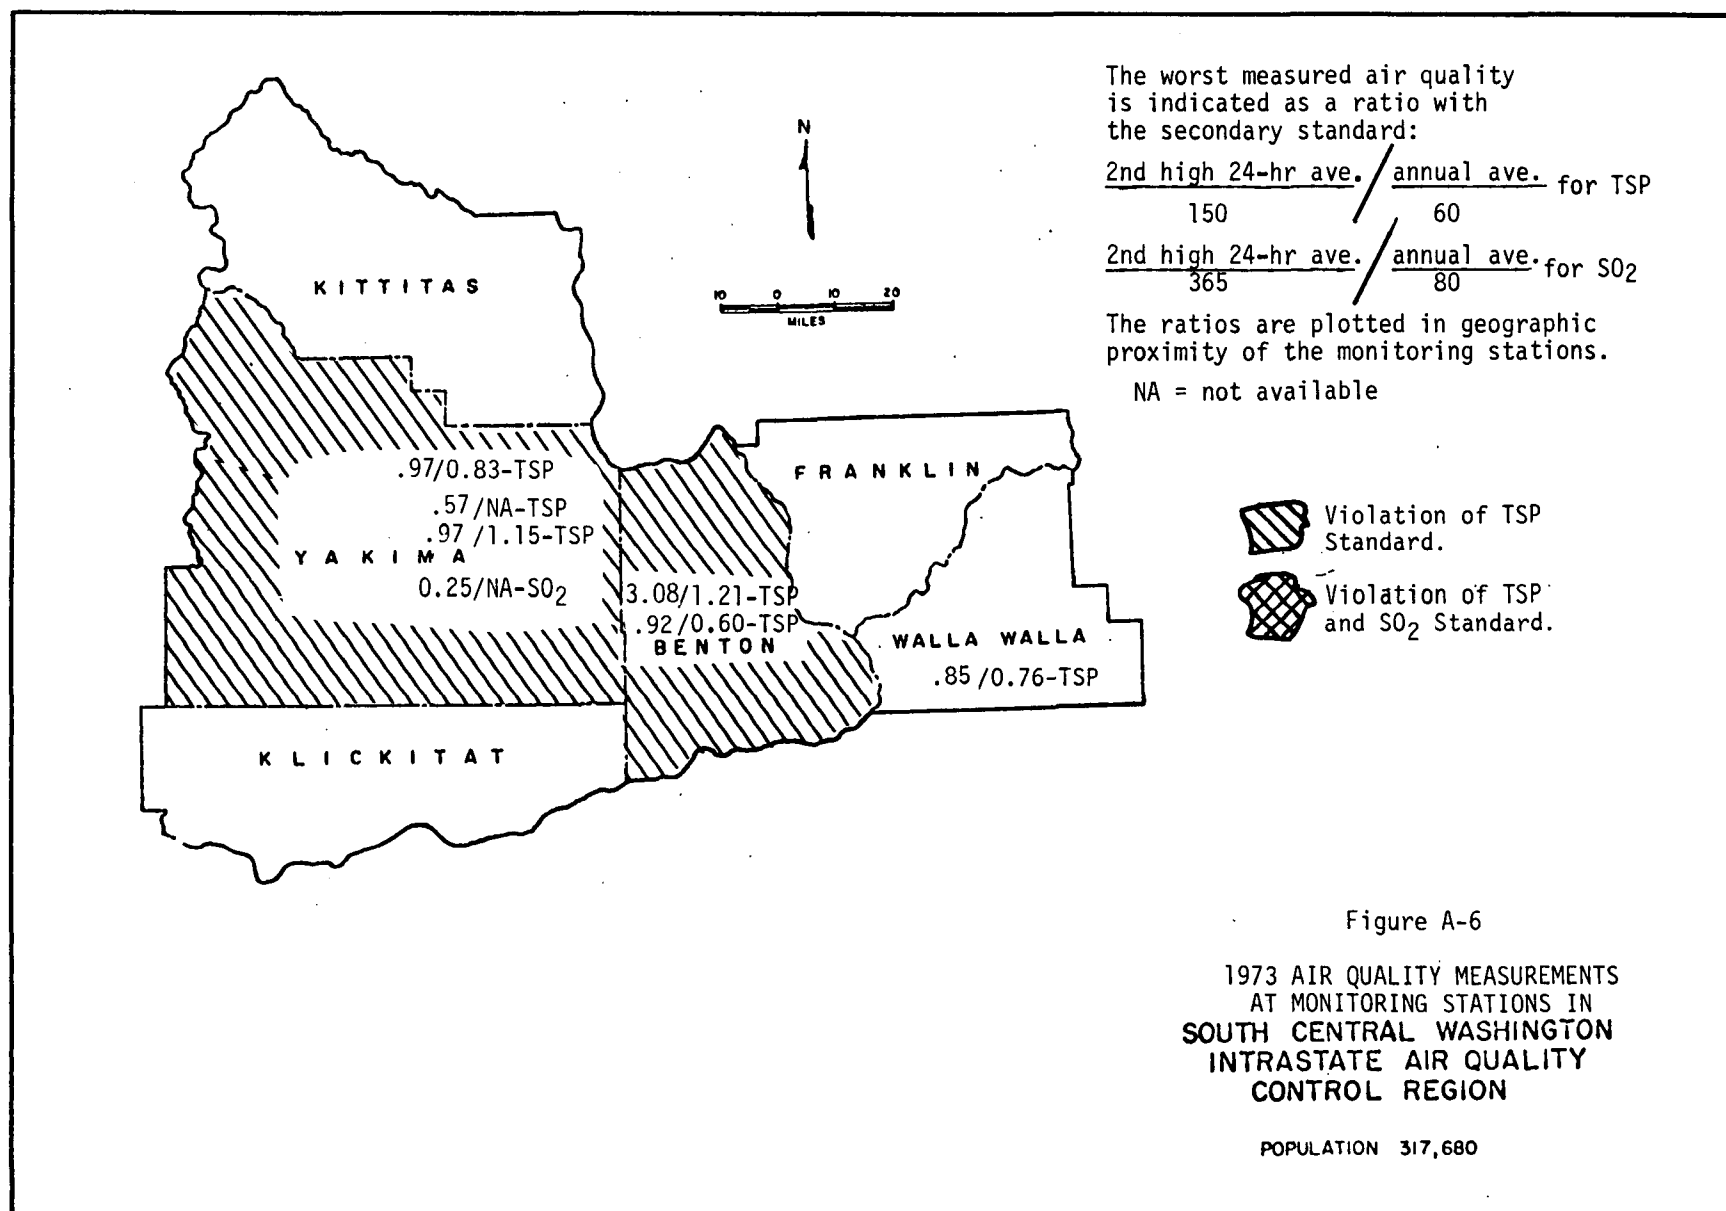 The worst measured air quality
is indicated as a ratio with
the secondary standard:
2nd high 24-hr ave. / annual ave. for TSP
150 60
2nd high 24-hr ave. / annual ave. for SO2
365 80
The ratios are plotted in geographic
proximity of the monitoring stations.
NA = not available
N
10 0 10 20
MILES
KITTITAS
.97/0.83-TSP
.57/NA-TSP
.97/1.15-TSP
YAKIMA
0.25/NA-SO2
3.08/1.21-TSP
.92/0.60-TSP
BENTON
FRANKLIN
WALLA WALLA
.85/0.76-TSP
KLICKITAT
Violation of TSP
Standard.
Violation of TSP
and SO2 Standard.
Figure A-6
1973 AIR QUALITY MEASUREMENTS
AT MONITORING STATIONS IN
SOUTH CENTRAL WASHINGTON
INTRASTATE AIR QUALITY
CONTROL REGION
POPULATION 317,680